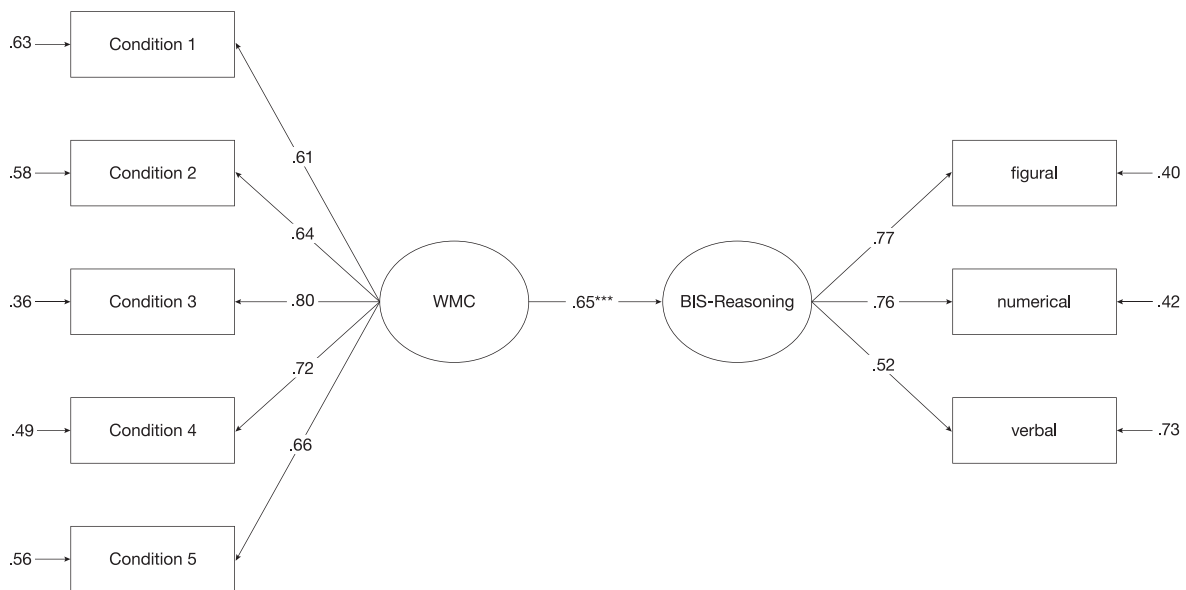 .63
Condition 1
.61
.58
Condition 2
.64
.36
Condition 3
.80
.49
Condition 4
.72
.56
Condition 5
.66
WMC
.65***
BIS-Reasoning
.77
figural
.40
.76
numerical
.42
.52
verbal
.73